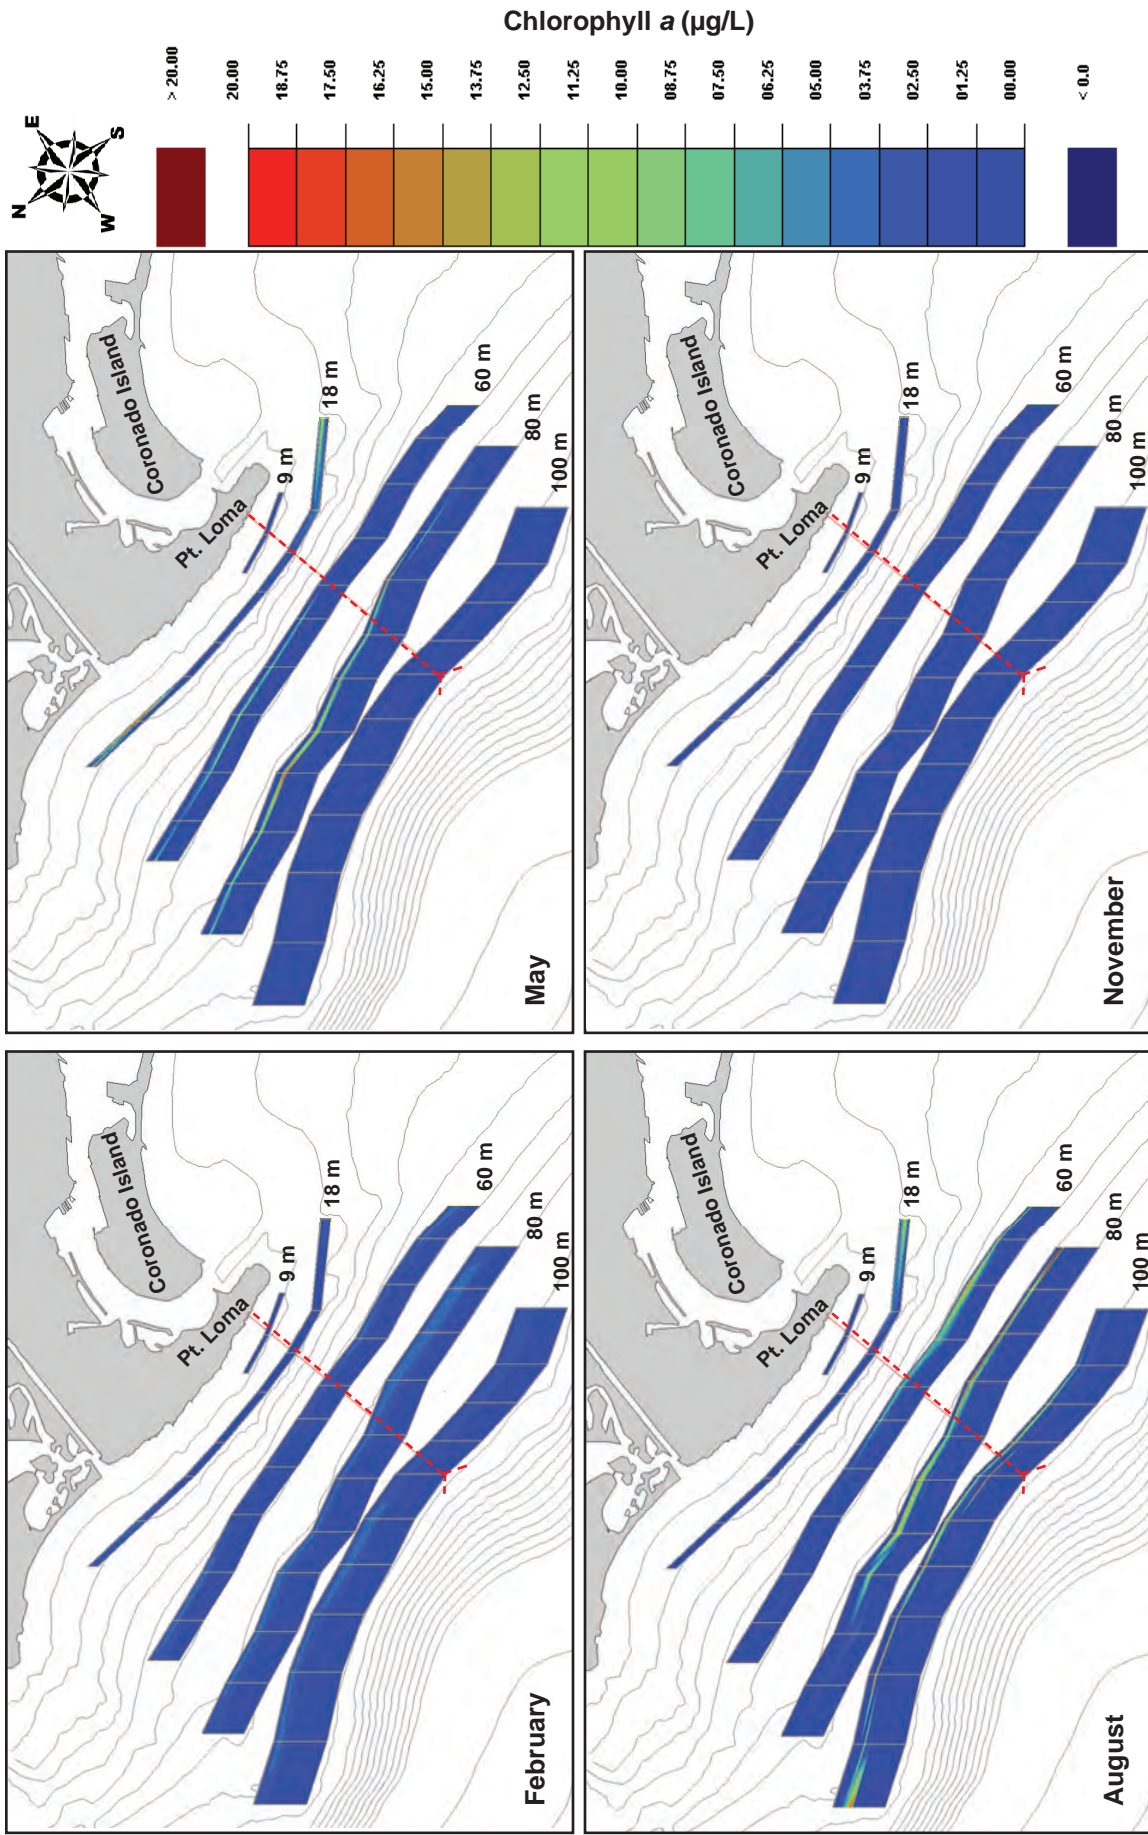 Chlorophyll a (µg/L)
> 20.00
20.00
18.75
17.50
16.25
15.00
13.75
12.50
11.25
10.00
08.75
07.50
06.25
05.00
03.75
02.50
01.25
00.00
< 0.0
N
E
S
W
Coronado Island
Pt. Loma
9 m
18 m
60 m
80 m
100 m
May
Coronado Island
Pt. Loma
9 m
18 m
60 m
80 m
100 m
November
Coronado Island
Pt. Loma
9 m
18 m
60 m
80 m
100 m
February
Coronado Island
Pt. Loma
9 m
18 m
60 m
80 m
100 m
August